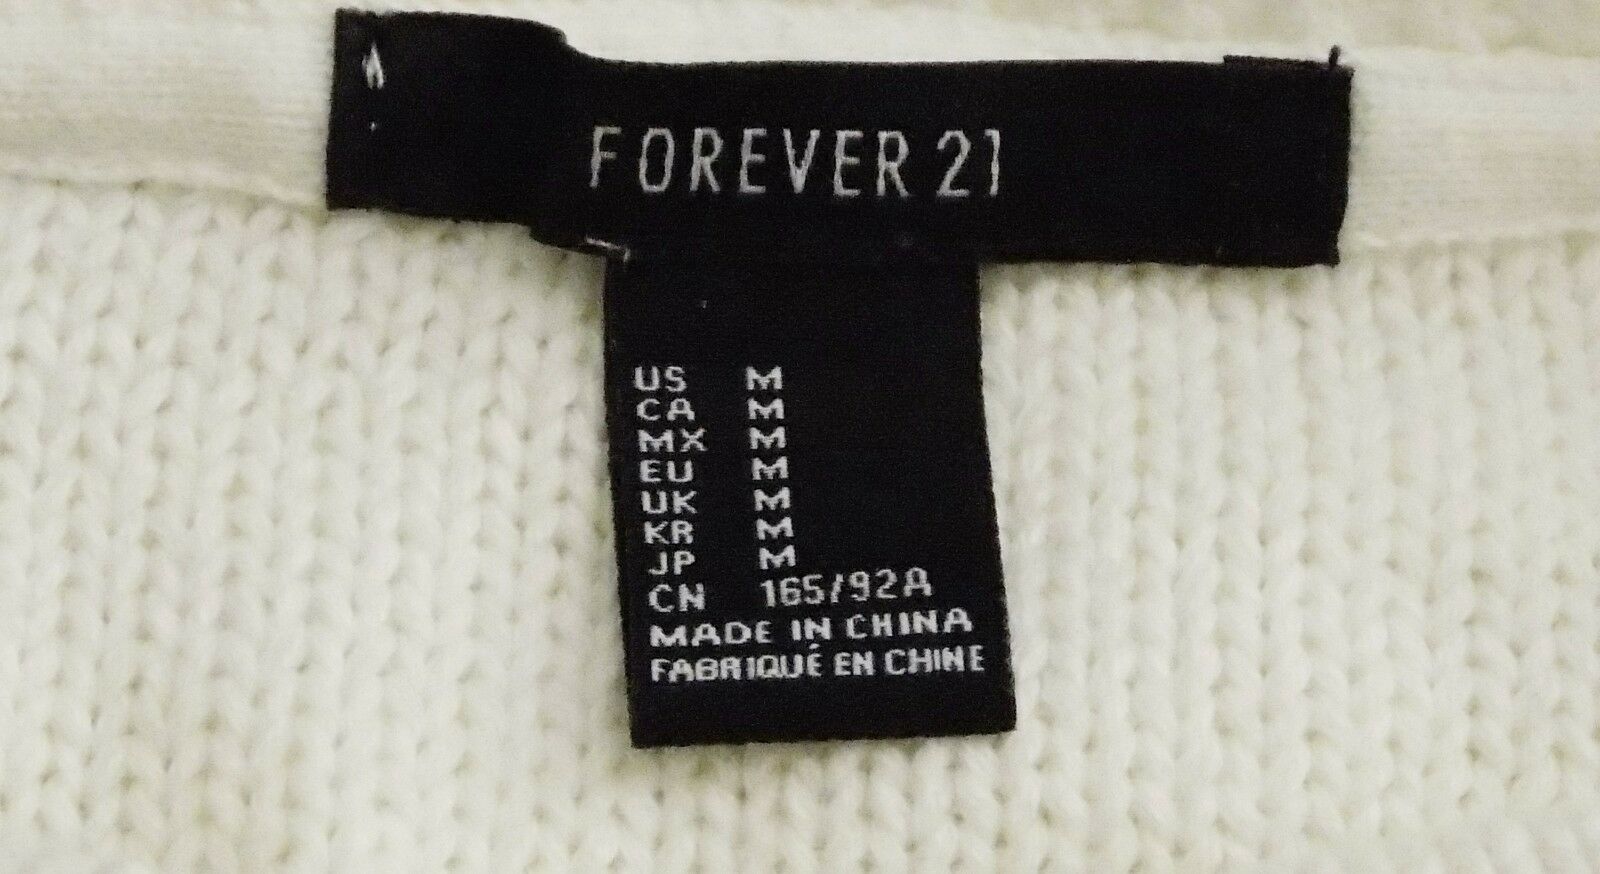 FOREVER 21
US M
CA M
MX M
EU M
UK M
KR M
JP M
CN 165/92A
MADE IN CHINA
FABRIQUÉ EN CHINE